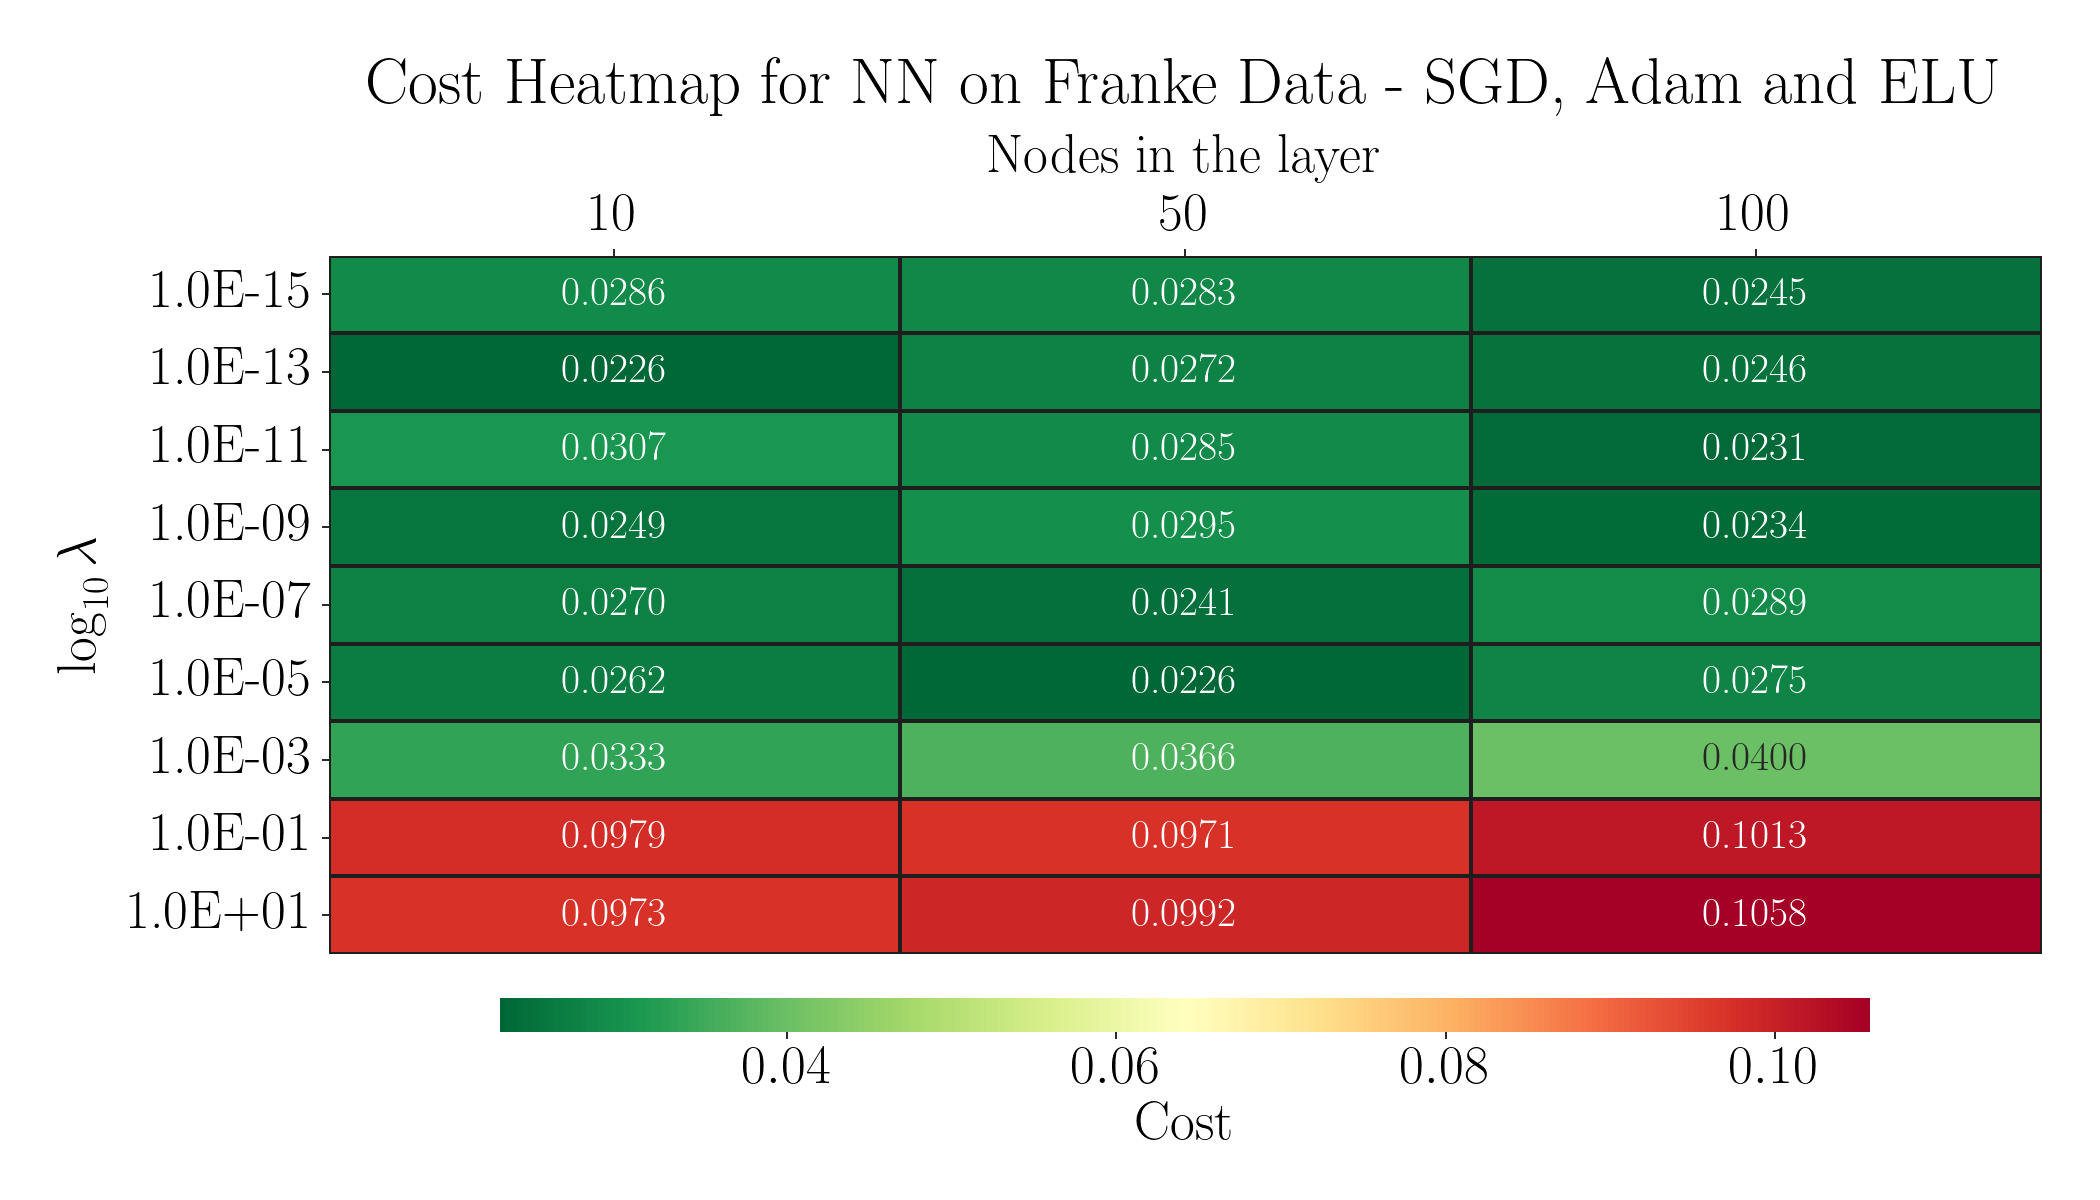 Cost Heatmap for NN on Franke Data - SGD, Adam and ELU
Nodes in the layer
10 50 100
1.0E-15 0.0286 0.0283 0.0245
1.0E-13 0.0226 0.0272 0.0246
1.0E-11 0.0307 0.0285 0.0231
1.0E-09 0.0249 0.0295 0.0234
1.0E-07 0.0270 0.0241 0.0289
1.0E-05 0.0262 0.0226 0.0275
1.0E-03 0.0333 0.0366 0.0400
1.0E-01 0.0979 0.0971 0.1013
1.0E+01 0.0973 0.0992 0.1058
log₁₀ λ
0.04 0.06 0.08 0.10
Cost